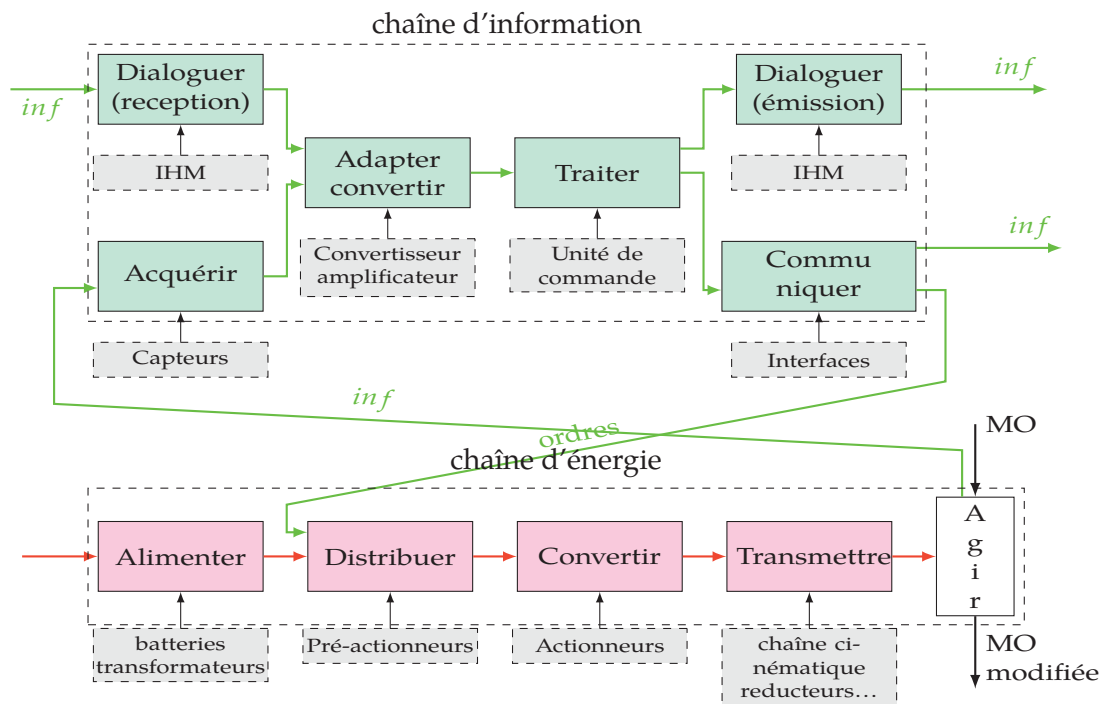 chaîne d'information
Dialoguer
(reception)
Dialoguer
(émission)
inf
inf
IHM
Adapter
convertir
Traiter
IHM
inf
Acquérir
Convertisseur
amplificateur
Unité de
commande
Commu
niquer
Capteurs
Interfaces
inf
ordres
MO
chaîne d'énergie
Alimenter
Distribuer
Convertir
Transmettre
A
g
i
r
batteries
transformateurs
Pré-actionneurs
Actionneurs
chaîne ci-
nématique
reducteurs...
MO
modifiée